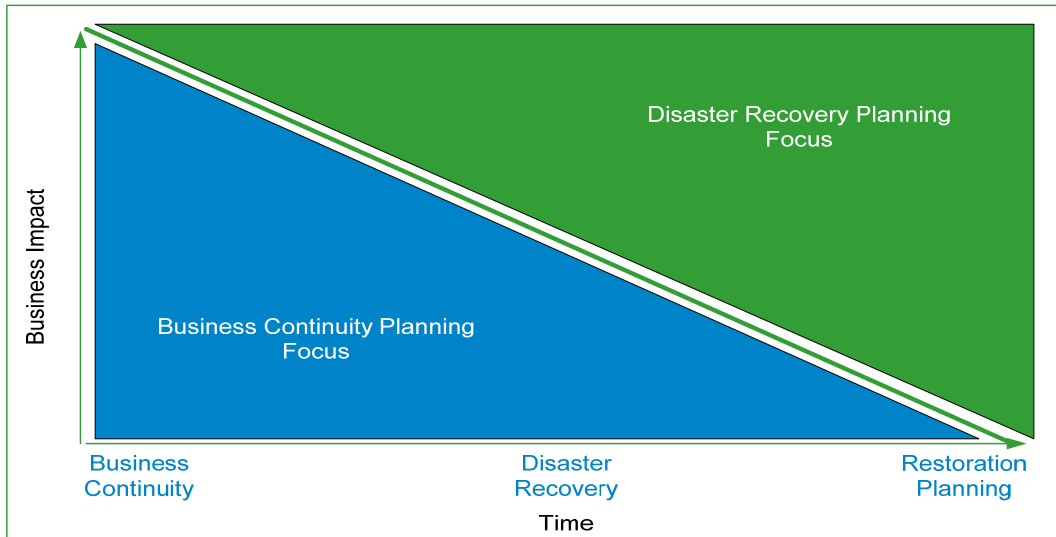 Disaster Recovery Planning
Focus
Business Impact
Business Continuity Planning
Focus
Business
Continuity
Disaster
Recovery
Restoration
Planning
Time